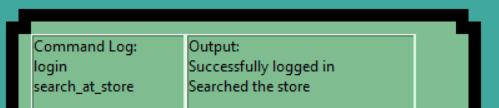 Command Log:
login
search_at_store
Output:
Successfully logged in
Searched the store